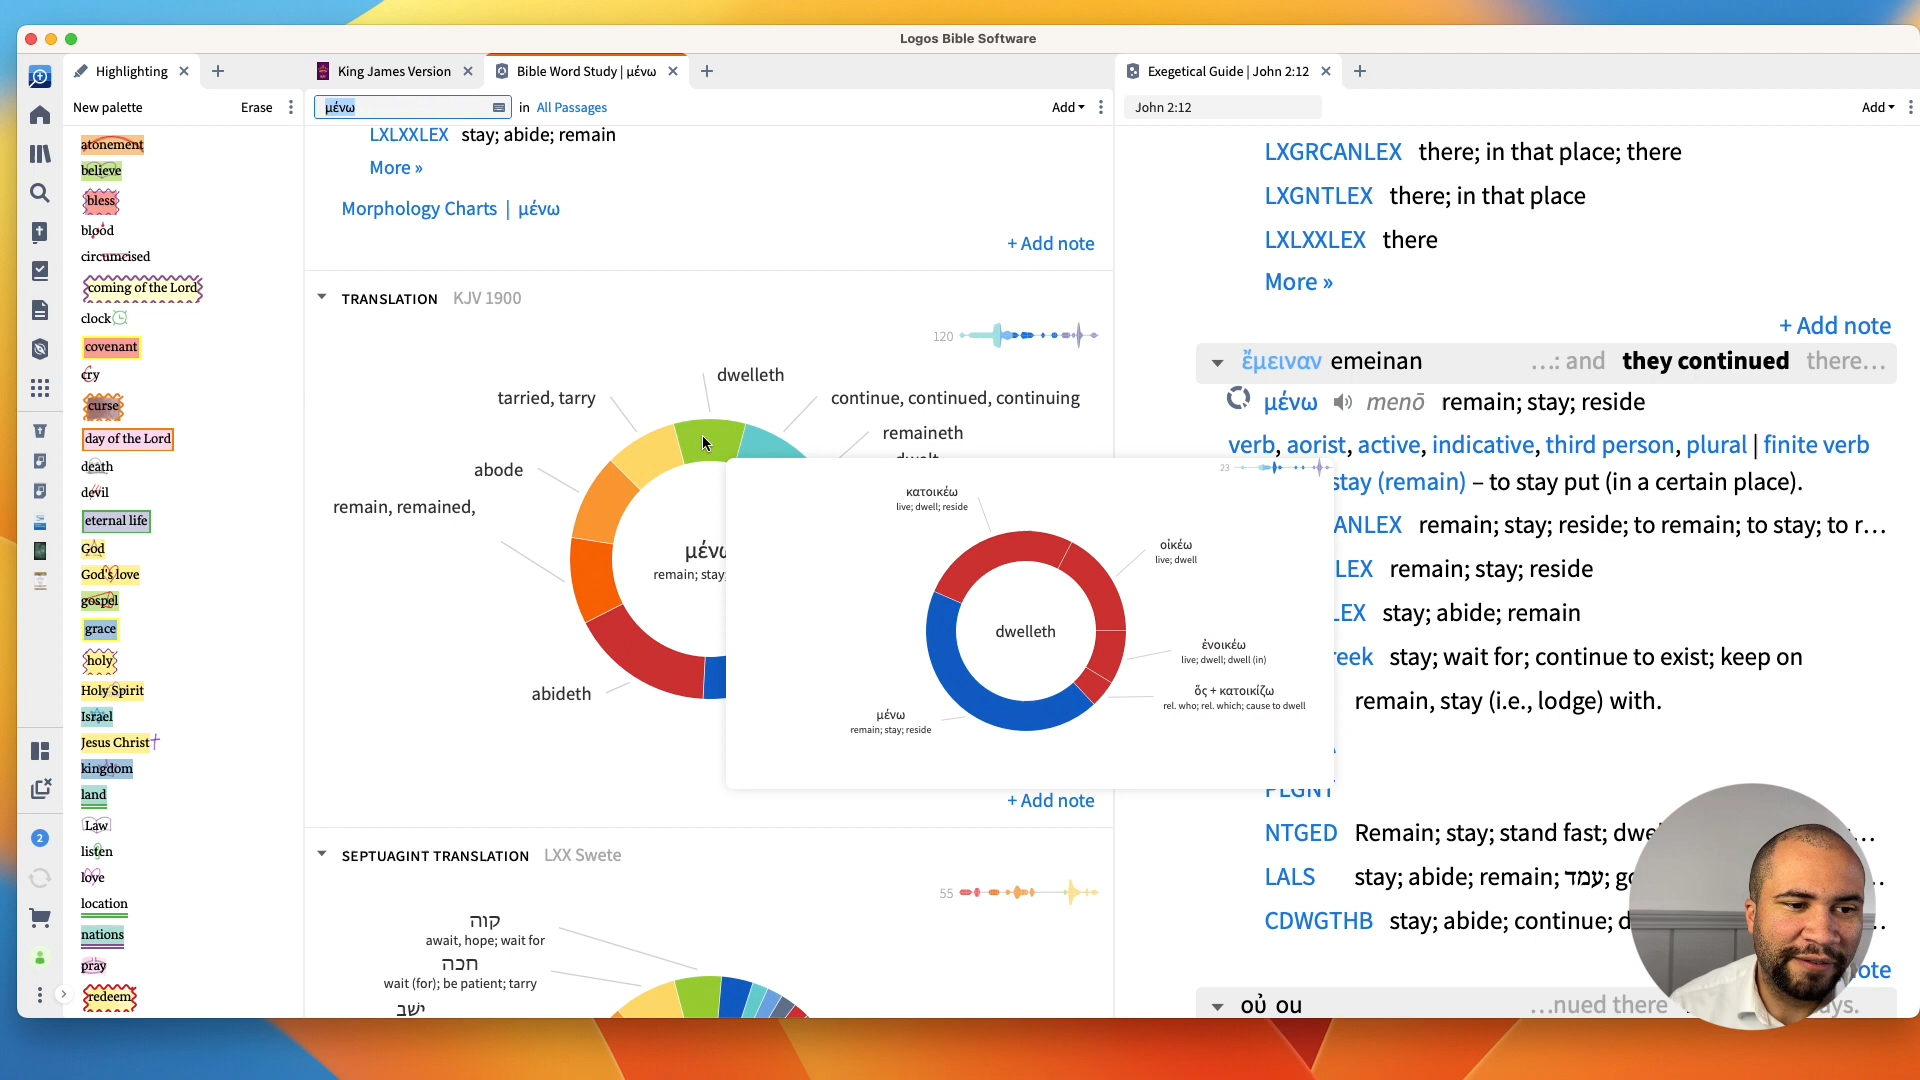 Logos Bible Software
Highlighting
King James Version
Bible Word Study | μένω
Exegetical Guide | John 2:12
New palette
Erase
μένω
in All Passages
Add
John 2:12
Add
atonement
believe
bless
blood
circumcised
coming of the Lord
clock
covenant
cry
curse
day of the Lord
death
devil
eternal life
God
God's love
gospel
grace
holy
Holy Spirit
Israel
Jesus Christ
kingdom
land
Law
listen
love
location
nations
pray
redeem
2
LXLXXLEX stay; abide; remain
More »
Morphology Charts | μένω
+ Add note
TRANSLATION KJV 1900
120
dwelleth
tarried, tarry
continue, continued, continuing
remaineth
abode
remain, remained,
abideth
μένω
remain; stay;
23
κατοικέω
live; dwell; reside
οἰκέω
live; dwell
dwelleth
ἐνοικέω
live; dwell; dwell (in)
ὅς + κατοικίζω
rel. who; rel. which; cause to dwell
μένω
remain; stay; reside
+ Add note
SEPTUAGINT TRANSLATION LXX Swete
55
קוה
await, hope; wait for
חכה
wait (for); be patient; tarry
ישׁב
LXGRCANLEX there; in that place; there
LXGNTLEX there; in that place
LXLXXLEX there
More »
+ Add note
ἔμειναν emeinan …: and they continued there…
μένω menō remain; stay; reside
verb, aorist, active, indicative, third person, plural | finite verb
stay (remain) – to stay put (in a certain place).
ANLEX remain; stay; reside; to remain; to stay; to r…
LEX remain; stay; reside
LEX stay; abide; remain
reek stay; wait for; continue to exist; keep on
remain, stay (i.e., lodge) with.
PLGNT
NTGED Remain; stay; stand fast; dwe
LALS stay; abide; remain; עמד; go
CDWGTHB stay; abide; continue; d
ote
οὐ ou …nued there ays.